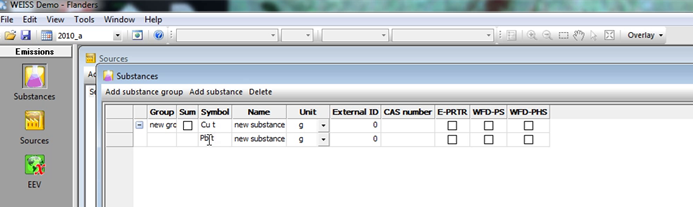 WEISS Demo - Flanders
File Edit View Tools Window Help
2010_a Overlay
Emissions
Substances
Sources
EEV
Sources
Substances
Add substance group Add substance Delete
Group Sum Symbol Name Unit External ID CAS number E-PRTR WFD-PS WFD-PHS
new grc Cu t new substance g 0
Pb t new substance g 0